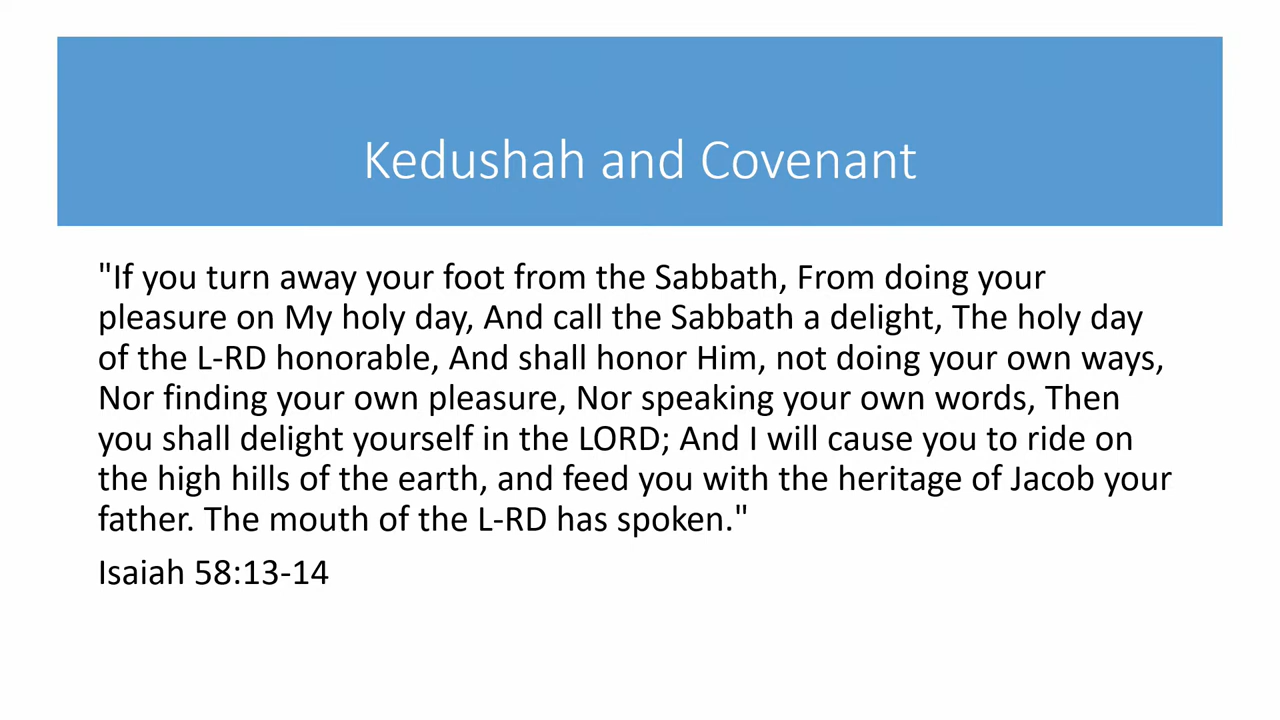 Kedushah and Covenant
"If you turn away your foot from the Sabbath, From doing your
pleasure on My holy day, And call the Sabbath a delight, The holy day
of the L-RD honorable, And shall honor Him, not doing your own ways,
Nor finding your own pleasure, Nor speaking your own words, Then
you shall delight yourself in the LORD; And I will cause you to ride on
the high hills of the earth, and feed you with the heritage of Jacob your
father. The mouth of the L-RD has spoken."
Isaiah 58:13-14